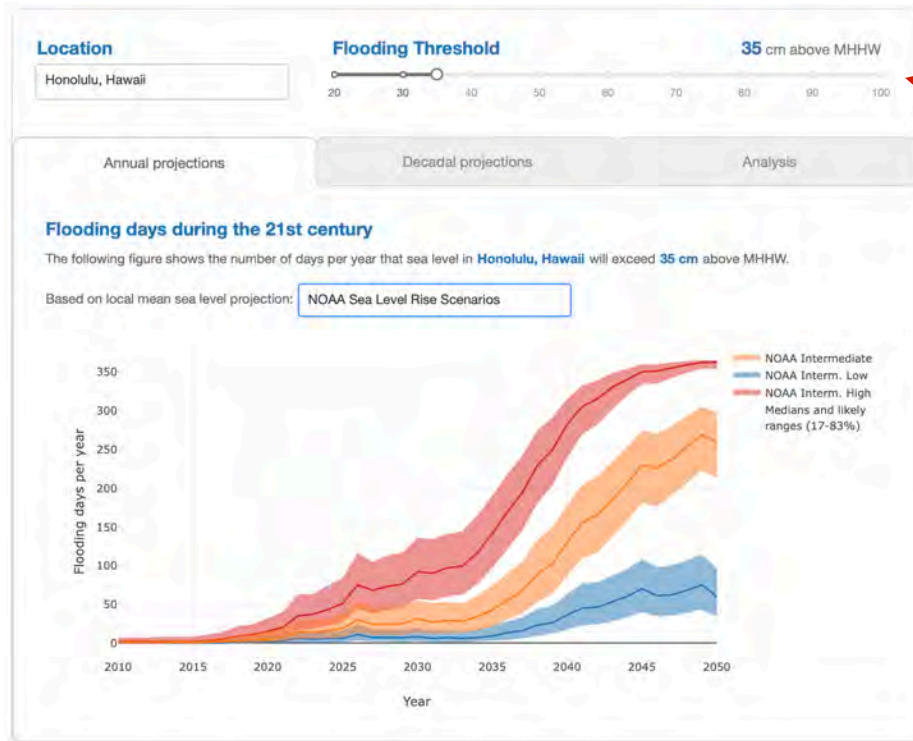 Location
Flooding Threshold
35 cm above MHHW
Honolulu, Hawaii
20 30 40 50 60 70 80 90 100
Annual projections
Decadal projections
Analysis
Flooding days during the 21st century
The following figure shows the number of days per year that sea level in Honolulu, Hawaii will exceed 35 cm above MHHW.
Based on local mean sea level projection: NOAA Sea Level Rise Scenarios
NOAA Intermediate
NOAA Interm. Low
NOAA Interm. High
Medians and likely
ranges (17-83%)
Flooding days per year
350
300
250
200
150
100
50
0
2010 2015 2020 2025 2030 2035 2040 2045 2050
Year